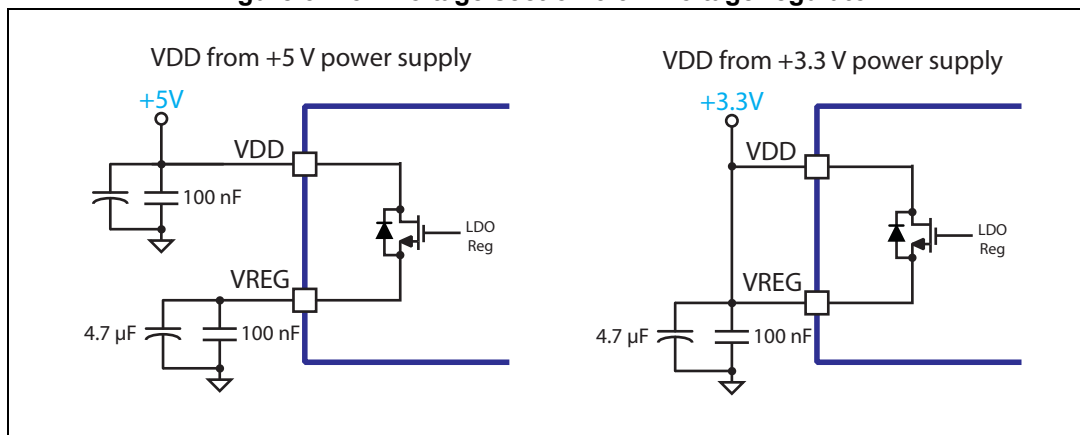 VDD from +5 V power supply
+5V
VDD
100 nF
LDO
Reg
VREG
4.7 µF
100 nF
VDD from +3.3 V power supply
+3.3V
VDD
LDO
Reg
VREG
4.7 µF
100 nF